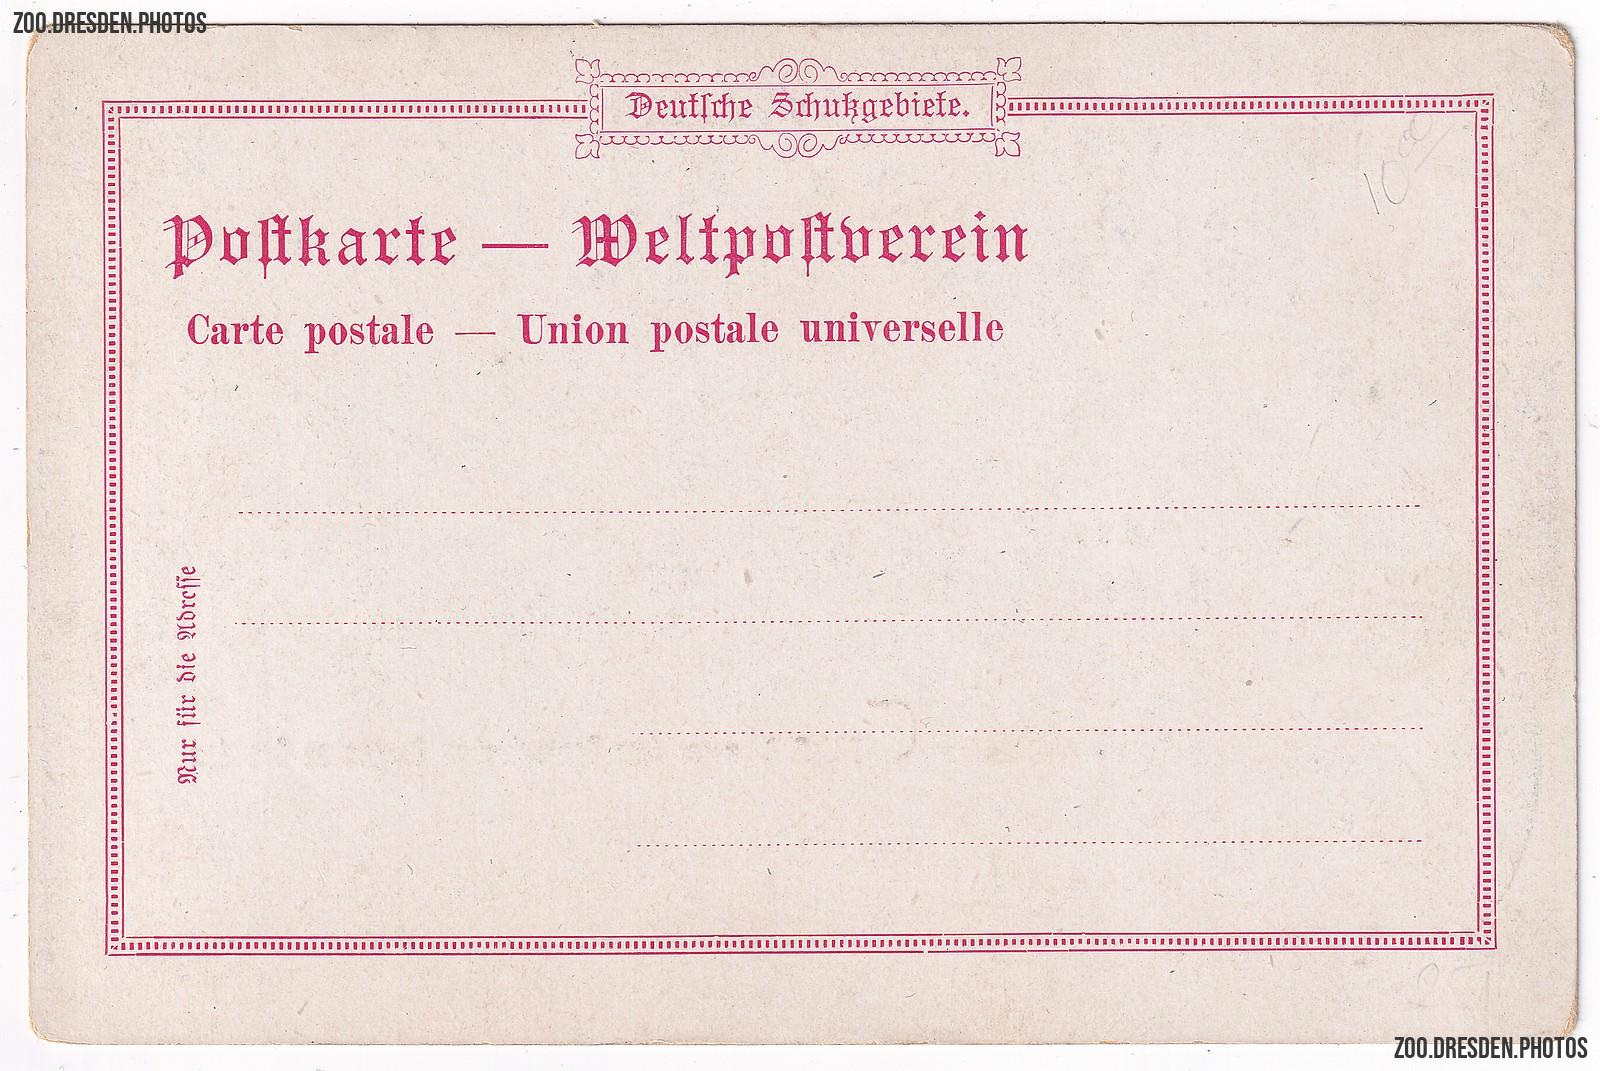 ZOO.DRESDEN.PHOTOS
Deutſche Schutzgebiete.
Poſtkarte — Weltpoſtverein
Carte postale — Union postale universelle
Nur für die Adreſſe
ZOO.DRESDEN.PHOTOS